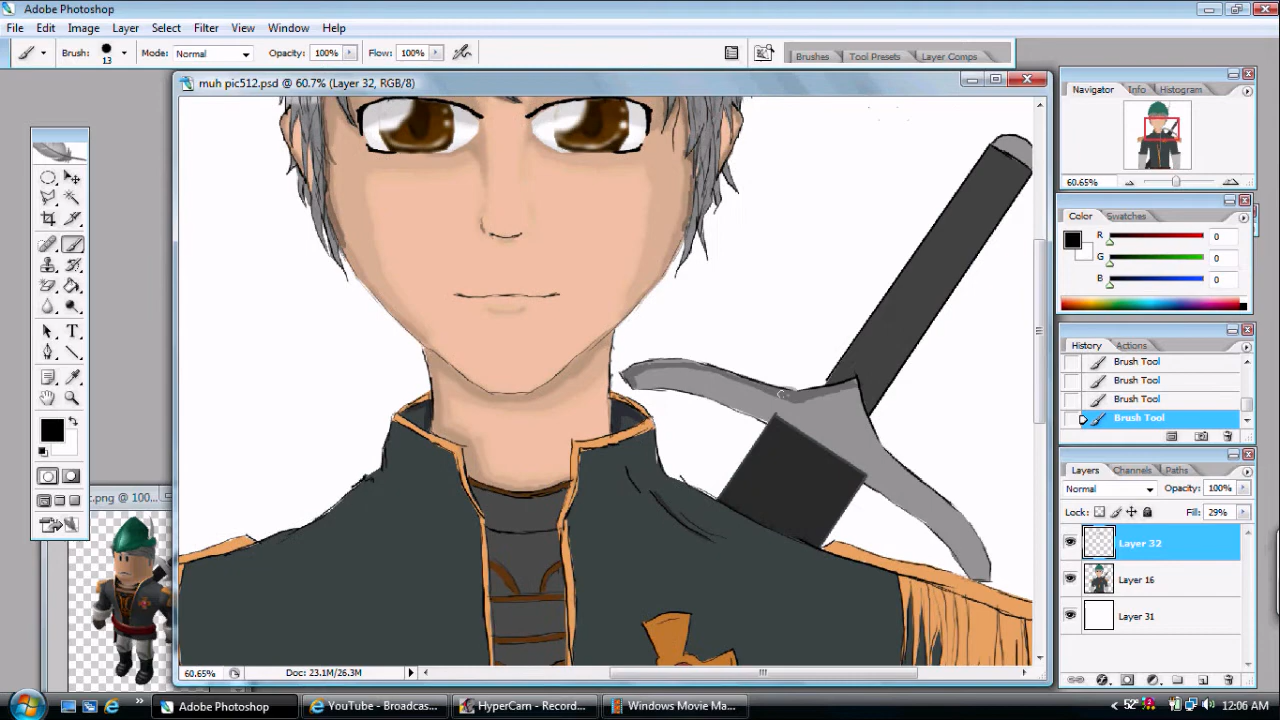 Adobe Photoshop
File Edit Image Layer Select Filter View Window Help
Brush: 13 Mode: Normal Opacity: 100% Flow: 100% Brushes Tool Presets Layer Comps
muh pic512.psd @ 60.7% (Layer 32, RGB/8)
Navigator Info Histogram
60.65%
Color Swatches
R 0
G 0
B 0
History Actions
Brush Tool
Brush Tool
Brush Tool
Brush Tool
Layers Channels Paths
Normal Opacity: 100%
Lock: Fill: 29%
Layer 32
Layer 16
Layer 31
.png @ 100...
60.65% Doc: 23.1M/26.3M
Adobe Photoshop YouTube - Broadcas... HyperCam - Record... Windows Movie Ma... 52° 12:06 AM